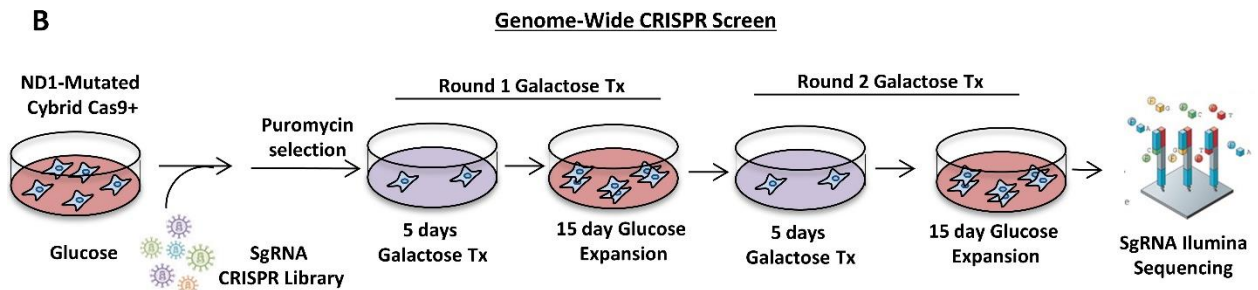 B
Genome-Wide CRISPR Screen
ND1-Mutated
Cybrid Cas9+
Glucose
SgRNA
CRISPR Library
Puromycin
selection
Round 1 Galactose Tx
5 days
Galactose Tx
15 day Glucose
Expansion
Round 2 Galactose Tx
5 days
Galactose Tx
15 day Glucose
Expansion
e
SgRNA Ilumina
Sequencing